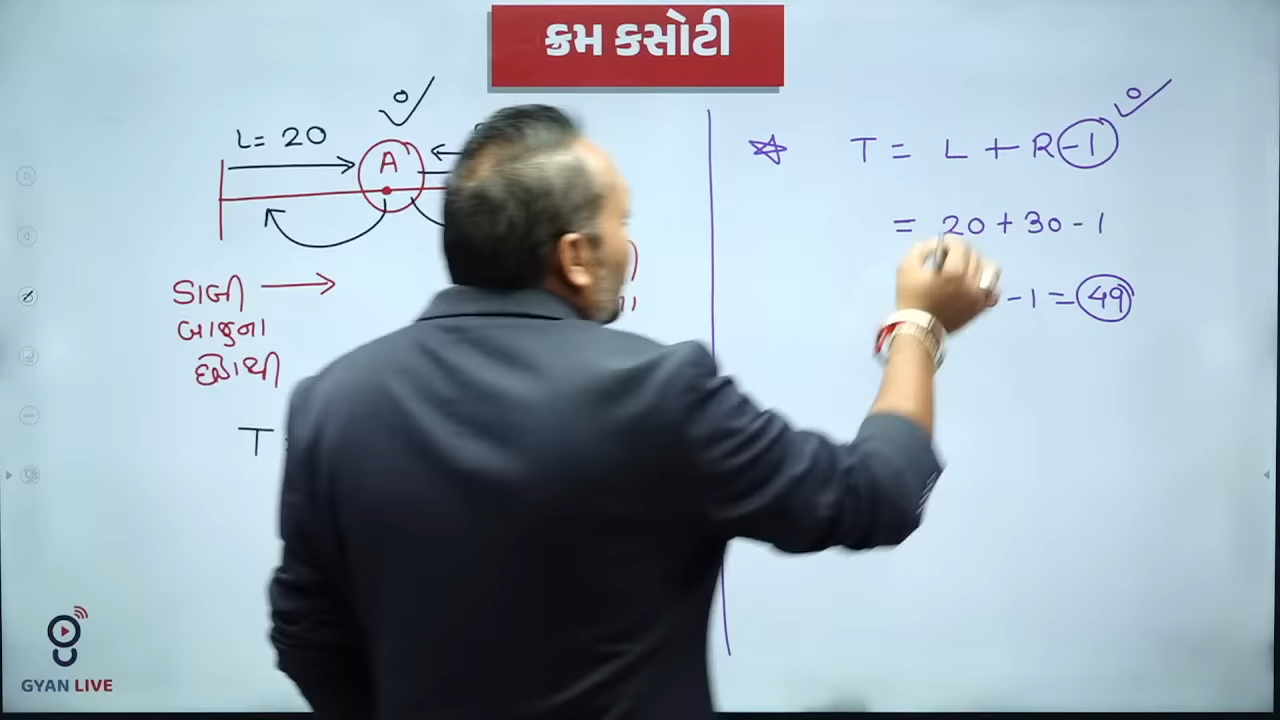 ક્રમ કસોટી
L = 20
A
T = L + R - 1
= 20 + 30 - 1
- 1 = 49
ડાબી
બાજુના
છેડાથી
T
GYAN LIVE